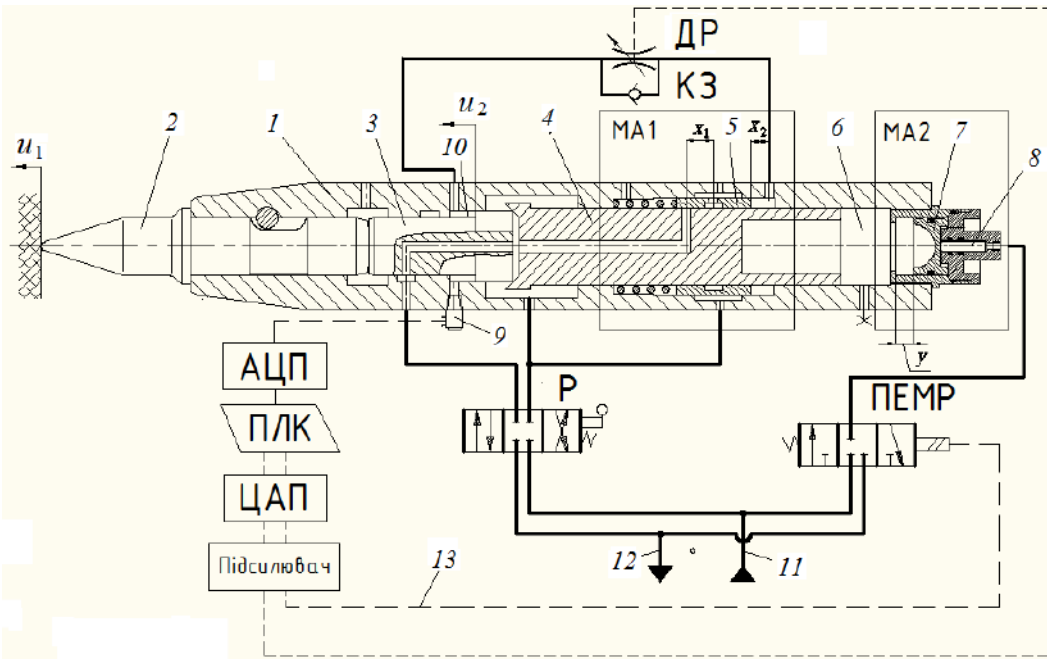 ДР
КЗ
u₂
МА1
x₁
x₂
МА2
1
2
3
4
5
6
7
8
10
u₁
9
y
АЦП
ПЛК
ЦАП
Підсилювач
Р
ПЕМР
12
11
13